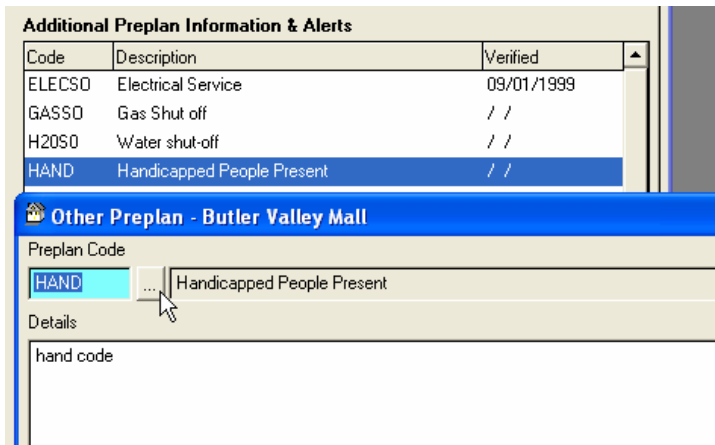 Additional Preplan Information & Alerts
Code Description Verified
ELECSO Electrical Service 09/01/1999
GASSO Gas Shut off / /
H20SO Water shut-off / /
HAND Handicapped People Present / /
Other Preplan - Butler Valley Mall
Preplan Code
HAND ... Handicapped People Present
Details
hand code